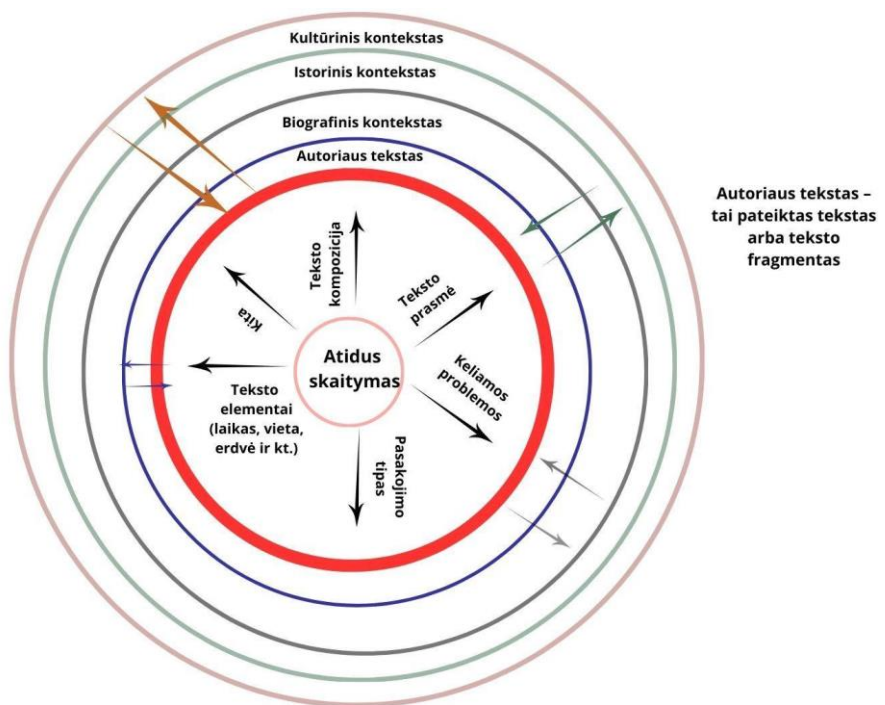 Kultūrinis kontekstas
Istorinis kontekstas
Biografinis kontekstas
Autoriaus tekstas
Teksto
kompozicija
Teksto
prasmė
Kita
Atidus
skaitymas
Keliamos
problemos
Teksto
elementai
(laikas, vieta,
erdvė ir kt.)
Pasakojimo
tipas
Autoriaus tekstas –
tai pateiktas tekstas
arba teksto
fragmentas